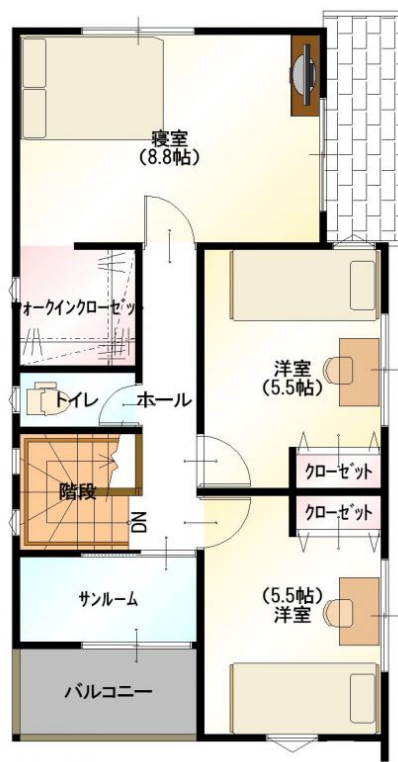 寝室
(8.8帖)
ォークインクローゼッ
洋室
(5.5帖)
トイレ
ホール
クローゼット
階段
クローゼット
DN
(5.5帖)
洋室
サンルーム
バルコニー